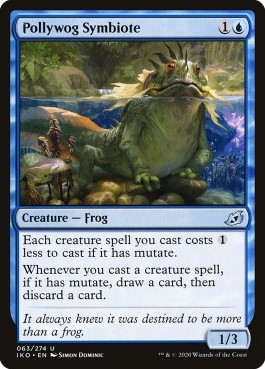 Pollywog Symbiote 1
Creature — Frog
Each creature spell you cast costs 1
less to cast if it has mutate.
Whenever you cast a creature spell,
if it has mutate, draw a card, then
discard a card.
It always knew it was destined to be more
than a frog.
1/3
063/274 U
IKO • EN SIMON DOMINIC
™ & © 2020 Wizards of the Coast